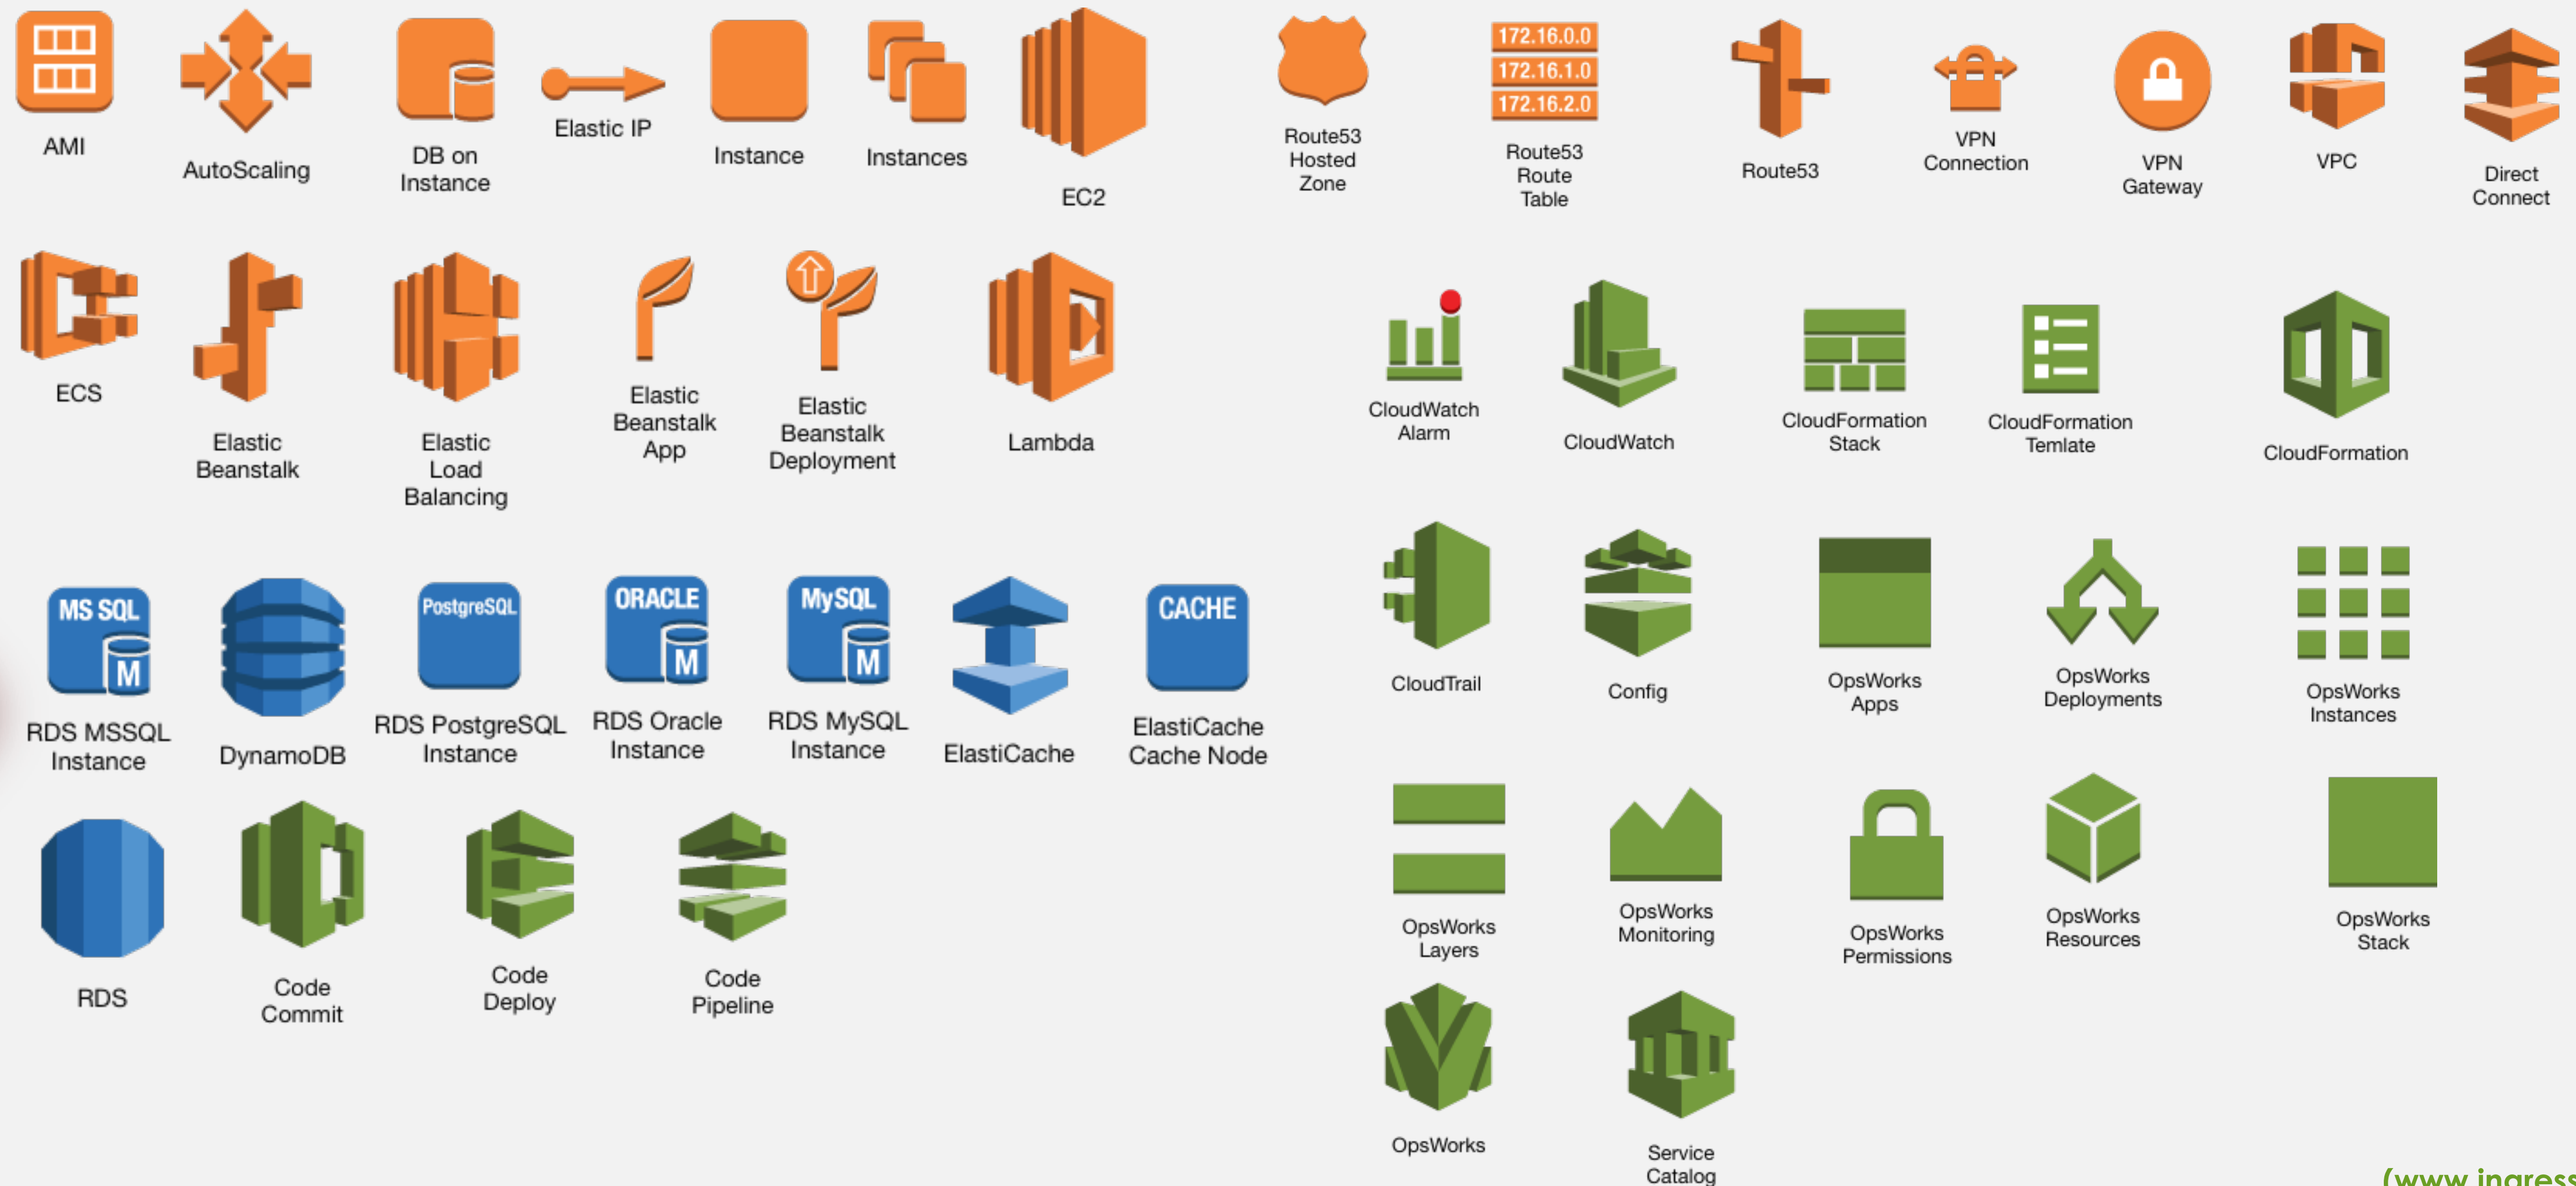 AMI
AutoScaling
DB on
Instance
Elastic IP
Instance
Instances
EC2
Route53
Hosted
Zone
172.16.0.0
172.16.1.0
172.16.2.0
Route53
Route
Table
Route53
VPN
Connection
VPN
Gateway
VPC
Direct
Connect
ECS
Elastic
Beanstalk
Elastic
Load
Balancing
Elastic
Beanstalk
App
Elastic
Beanstalk
Deployment
Lambda
CloudWatch
Alarm
CloudWatch
CloudFormation
Stack
CloudFormation
Temlate
CloudFormation
MS SQL
M
RDS MSSQL
Instance
DynamoDB
PostgreSQL
RDS PostgreSQL
Instance
ORACLE
M
RDS Oracle
Instance
MySQL
M
RDS MySQL
Instance
ElastiCache
CACHE
ElastiCache
Cache Node
CloudTrail
Config
OpsWorks
Apps
OpsWorks
Deployments
OpsWorks
Instances
RDS
Code
Commit
Code
Deploy
Code
Pipeline
OpsWorks
Layers
OpsWorks
Monitoring
OpsWorks
Permissions
OpsWorks
Resources
OpsWorks
Stack
OpsWorks
Service
Catalog
(www.ingress